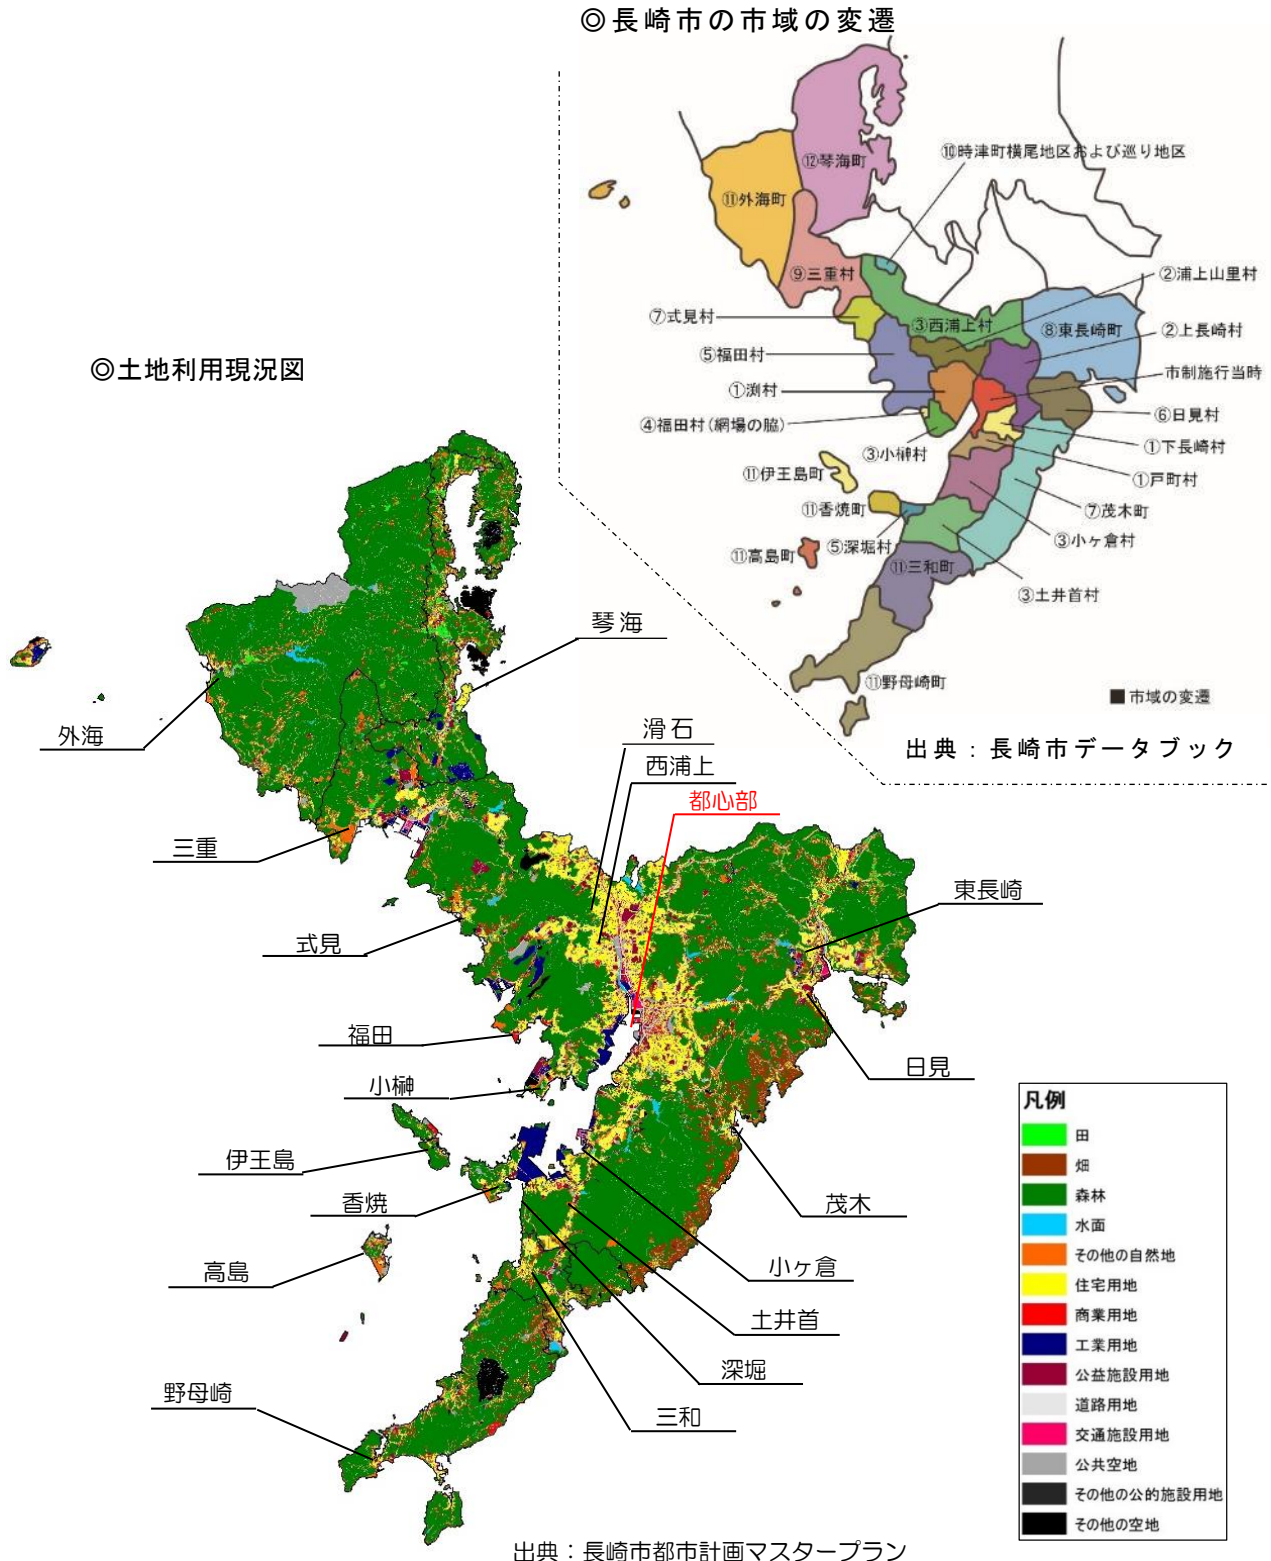 ◎長崎市の市域の変遷
⑫琴海町
⑩時津町横尾地区および巡り地区
⑪外海町
⑨三重村
②浦上山里村
⑦式見村
③西浦上村
⑧東長崎町
②上長崎村
⑤福田村
市制施行当時
①渕村
⑥日見村
④福田村(網場の脇)
③小榊村
①下長崎村
⑪伊王島町
①戸町村
⑪香焼町
⑦茂木町
⑤深堀村
③小ヶ倉村
⑪高島町
⑪三和町
③土井首村
⑪野母崎町
■市域の変遷
出典：長崎市データブック
◎土地利用現況図
琴海
外海
滑石
西浦上
都心部
三重
東長崎
式見
福田
日見
小榊
伊王島
香焼
茂木
高島
小ヶ倉
土井首
深堀
野母崎
三和
凡例
田
畑
森林
水面
その他の自然地
住宅用地
商業用地
工業用地
公益施設用地
道路用地
交通施設用地
公共空地
その他の公的施設用地
その他の空地
出典：長崎市都市計画マスタープラン